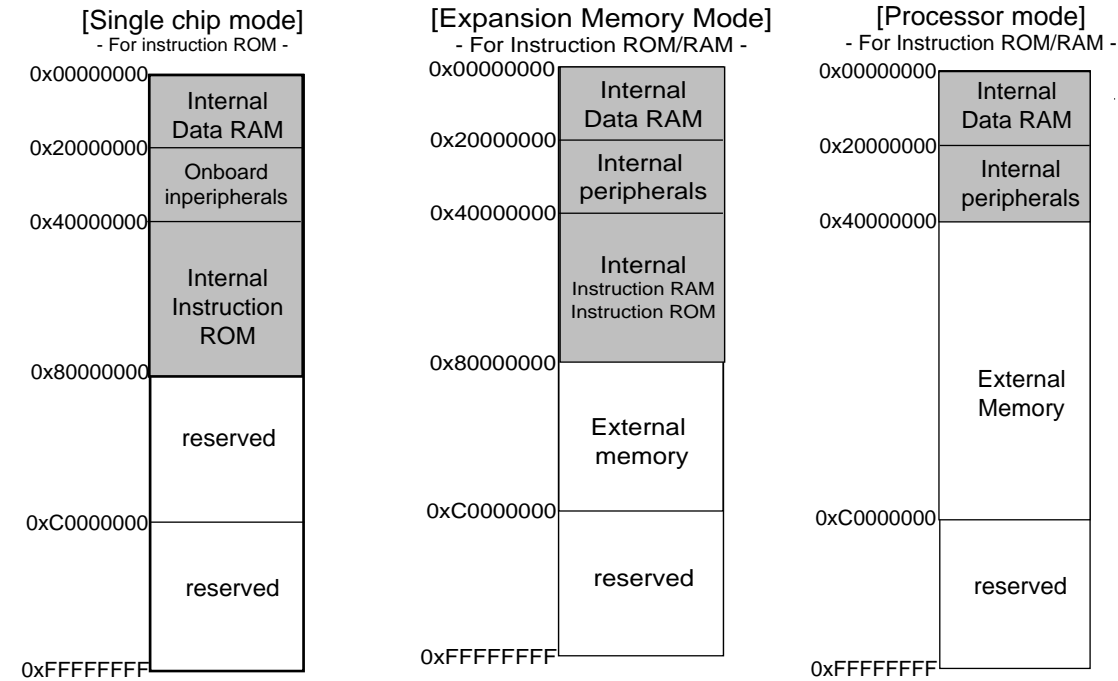 [Single chip mode]
- For instruction ROM -
0x00000000
Internal
Data RAM
0x20000000
Onboard
inperipherals
0x40000000
Internal
Instruction
ROM
0x80000000
reserved
0xC0000000
reserved
0xFFFFFFFF
[Expansion Memory Mode]
- For Instruction ROM/RAM -
0x00000000
Internal
Data RAM
0x20000000
Internal
peripherals
0x40000000
Internal
Instruction RAM
Instruction ROM
0x80000000
External
memory
0xC0000000
reserved
0xFFFFFFFF
[Processor mode]
- For Instruction ROM/RAM -
0x00000000
Internal
Data RAM
0x20000000
Internal
peripherals
0x40000000
External
Memory
0xC0000000
reserved
0xFFFFFFFF